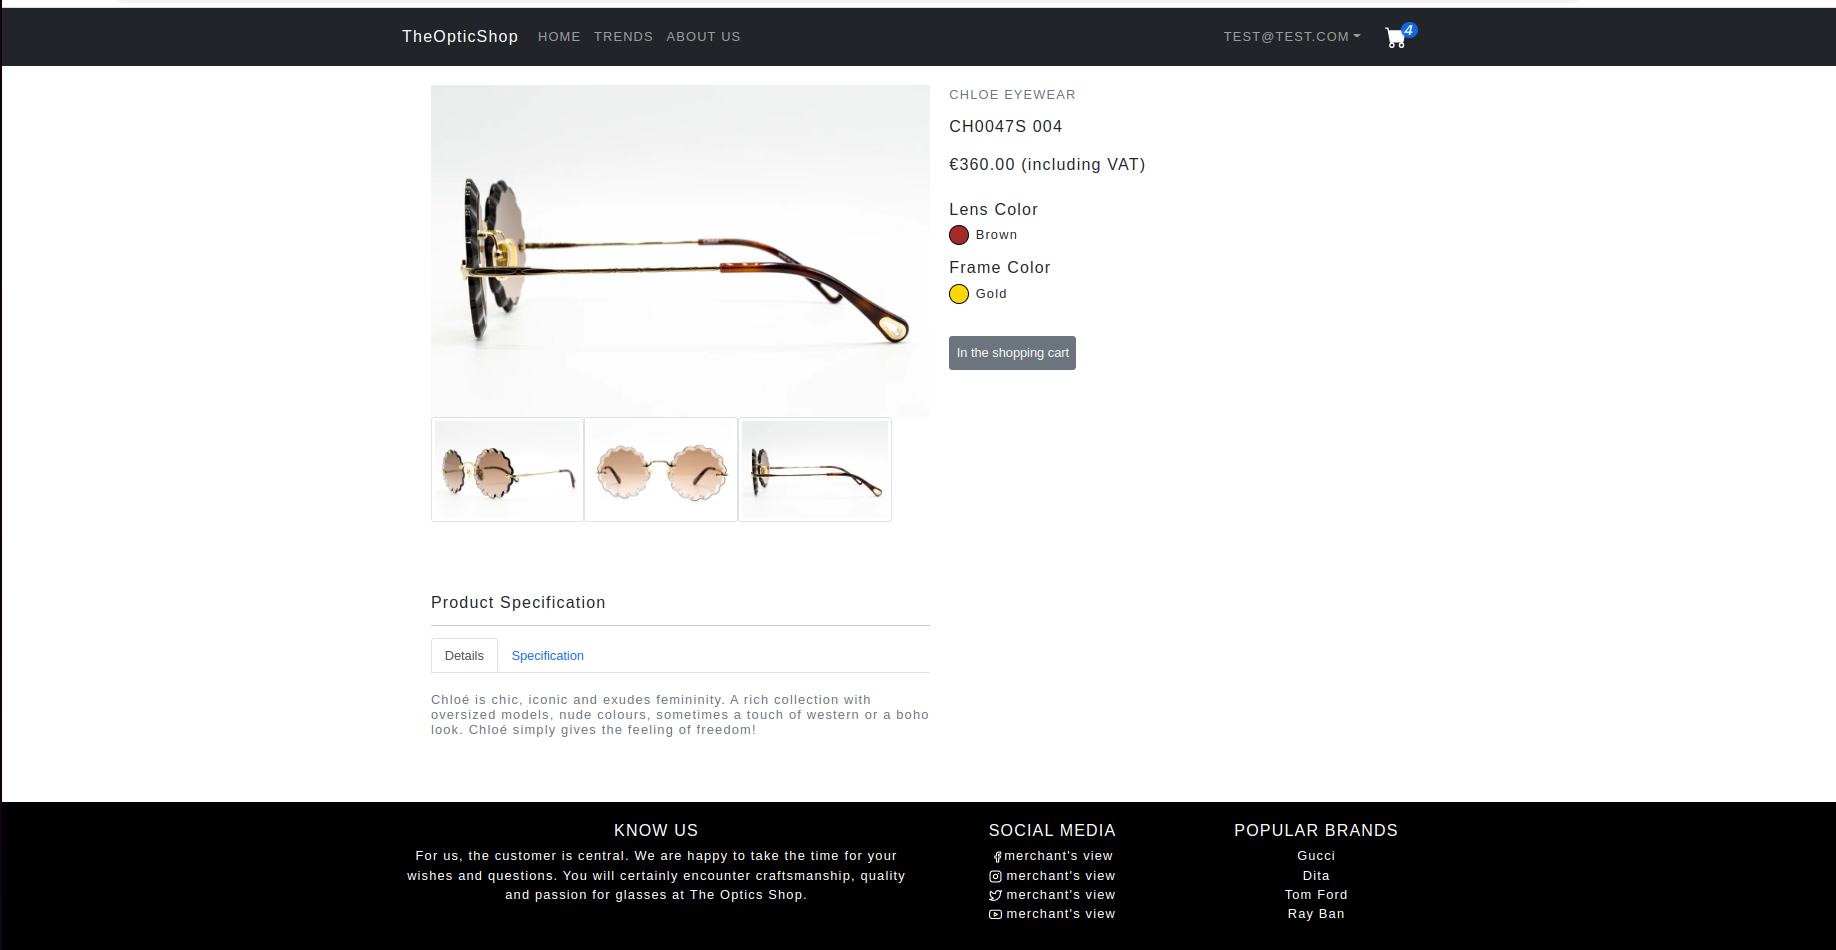 TheOpticShop HOME TRENDS ABOUT US TEST@TEST.COM 4
CHLOE EYEWEAR
CH0047S 004
€360.00 (including VAT)
Lens Color
Brown
Frame Color
Gold
In the shopping cart
Product Specification
Details Specification
Chloé is chic, iconic and exudes femininity. A rich collection with
oversized models, nude colours, sometimes a touch of western or a boho
look. Chloé simply gives the feeling of freedom!
KNOW US
For us, the customer is central. We are happy to take the time for your
wishes and questions. You will certainly encounter craftsmanship, quality
and passion for glasses at The Optics Shop.
SOCIAL MEDIA
merchant's view
merchant's view
merchant's view
merchant's view
POPULAR BRANDS
Gucci
Dita
Tom Ford
Ray Ban